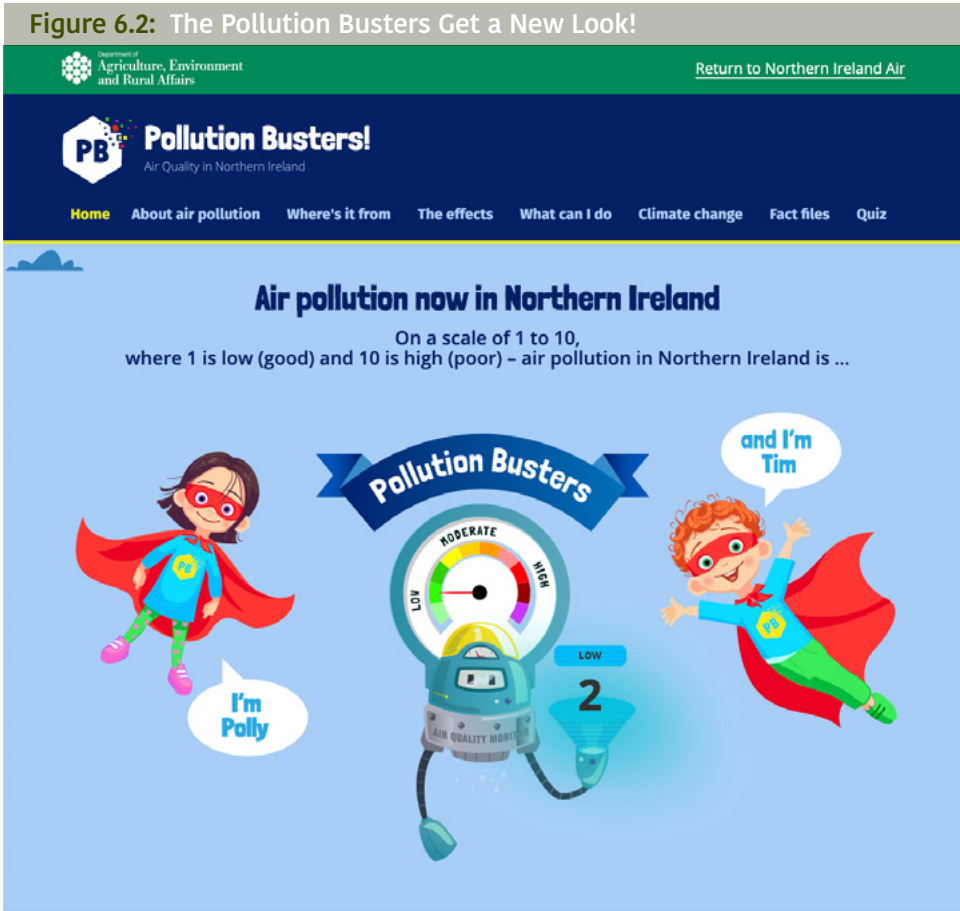 Figure 6.2: The Pollution Busters Get a New Look!
Department of
Agriculture, Environment
and Rural Affairs
Return to Northern Ireland Air
PB
Pollution Busters!
Air Quality in Northern Ireland
Home About air pollution Where's it from The effects What can I do Climate change Fact files Quiz
Air pollution now in Northern Ireland
On a scale of 1 to 10,
where 1 is low (good) and 10 is high (poor) – air pollution in Northern Ireland is ...
and I'm
Tim
Pollution Busters
LOW
MODERATE
HIGH
PB
PB
LOW
2
I'm
Polly
AIR QUALITY MONITOR